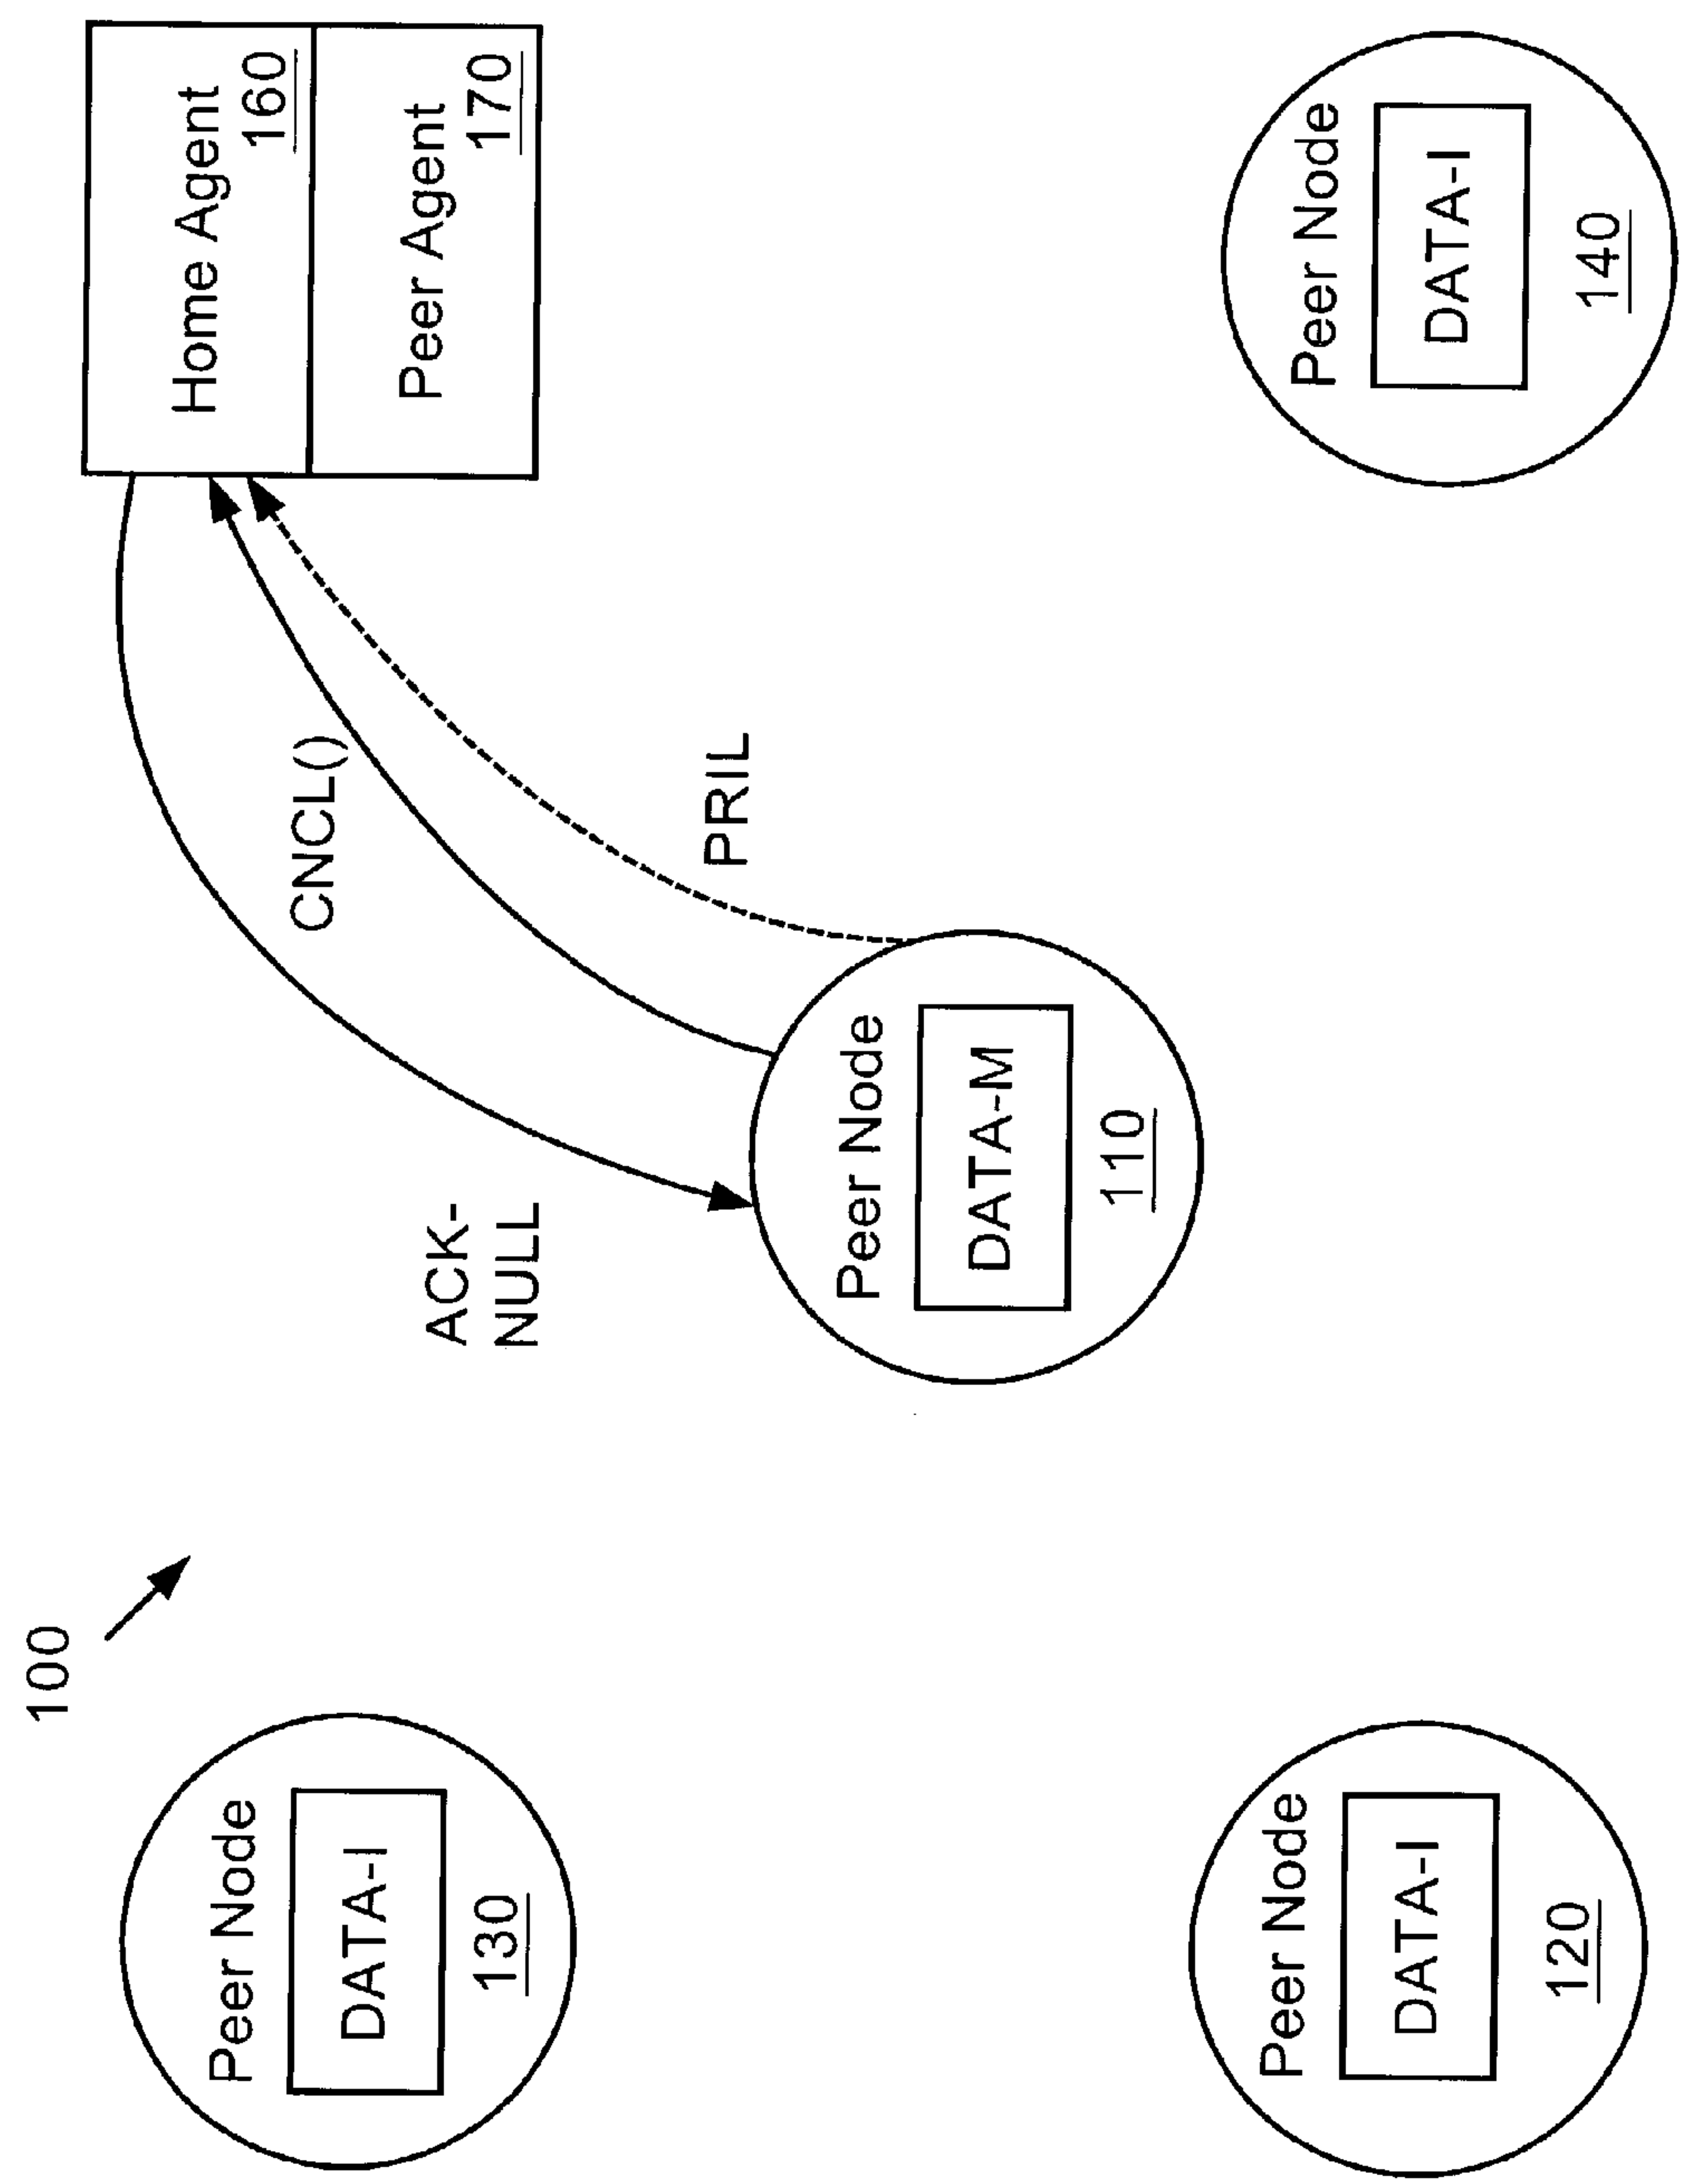 100
Peer Node
DATA-I
130
Home Agent
160
Peer Agent
170
CNCL()
ACK-
NULL
PRIL
Peer Node
DATA-M
110
Peer Node
DATA-I
120
Peer Node
DATA-I
140